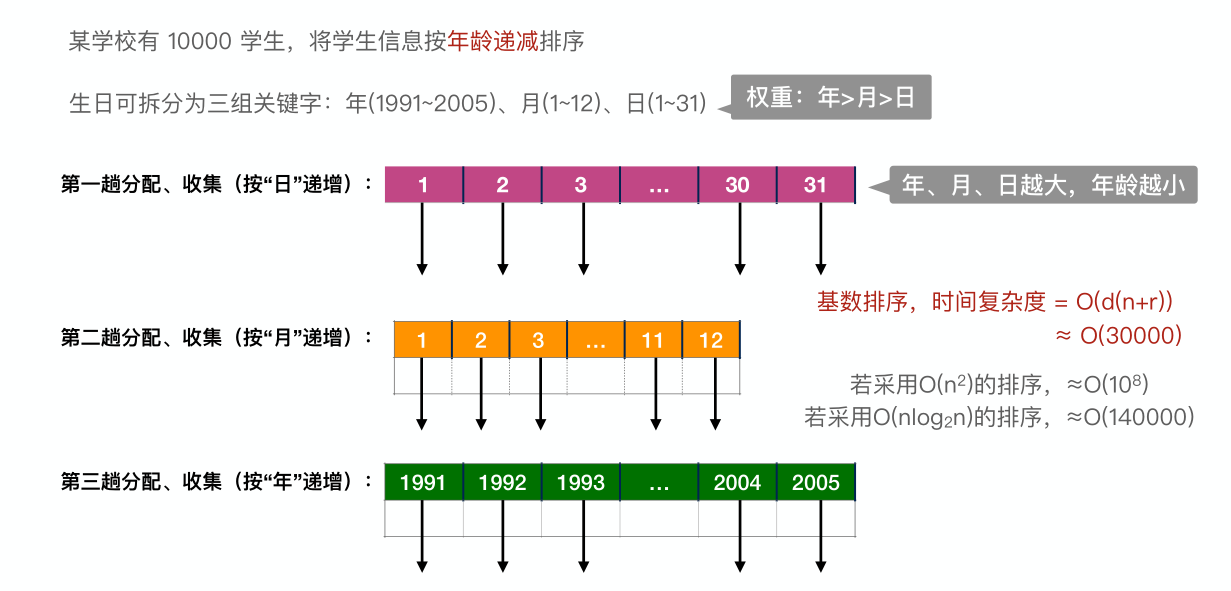 某学校有 10000 学生，将学生信息按年龄递减排序
生日可拆分为三组关键字：年(1991~2005)、月(1~12)、日(1~31)
权重：年>月>日
第一趟分配、收集（按“日”递增）：
1 2 3 … 30 31
年、月、日越大，年龄越小
基数排序，时间复杂度 = O(d(n+r))
≈ O(30000)
第二趟分配、收集（按“月”递增）：
1 2 3 … 11 12
若采用O(n²)的排序，≈O(10⁸)
若采用O(nlog₂n)的排序，≈O(140000)
第三趟分配、收集（按“年”递增）：
1991 1992 1993 … 2004 2005